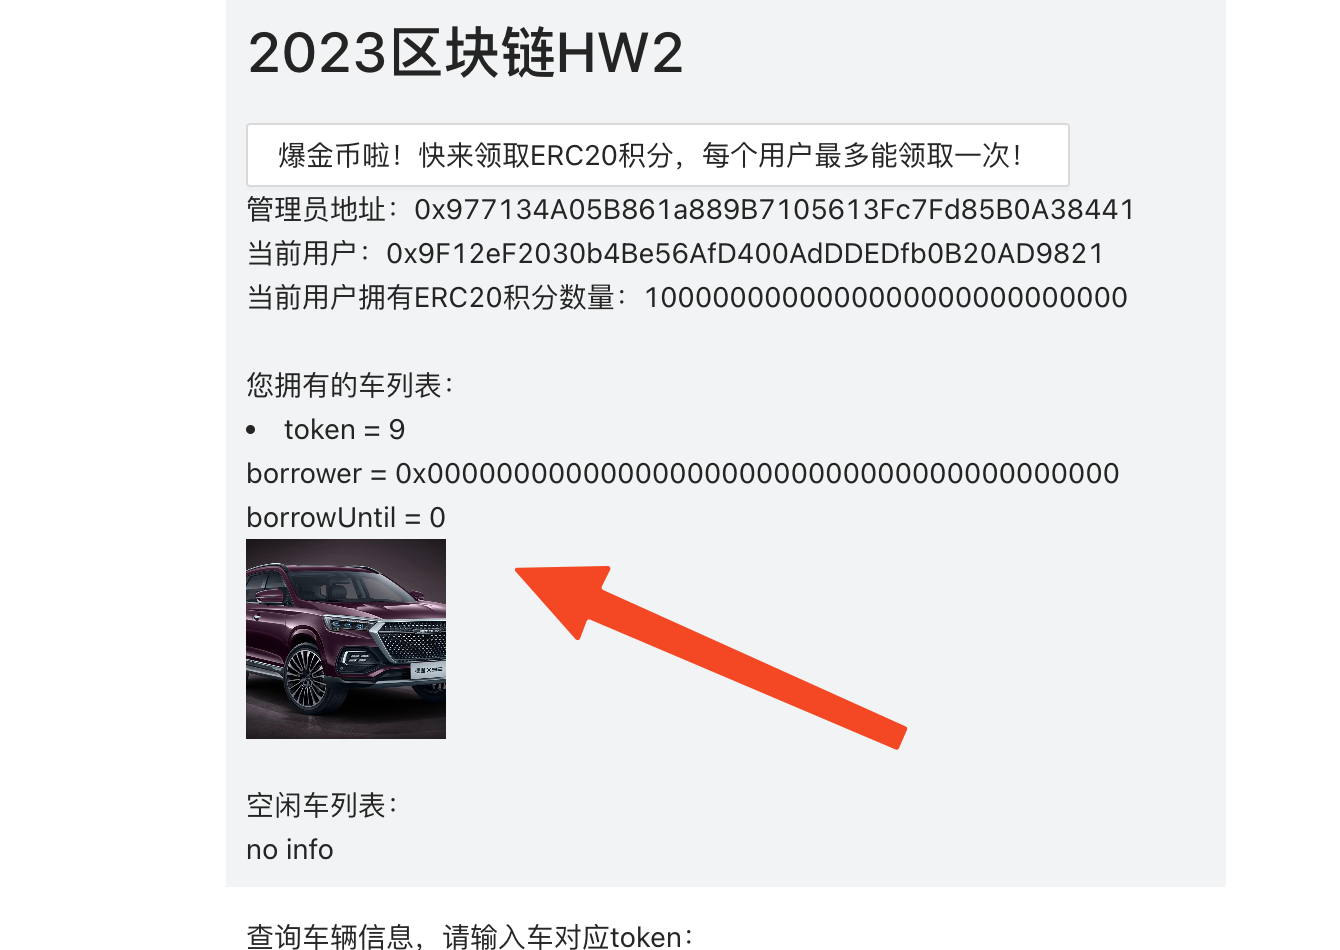 2023区块链HW2
爆金币啦！快来领取ERC20积分，每个用户最多能领取一次！
管理员地址：0x977134A05B861a889B7105613Fc7Fd85B0A38441
当前用户：0x9F12eF2030b4Be56AfD400AdDDEDfb0B20AD9821
当前用户拥有ERC20积分数量：10000000000000000000000000000
您拥有的车列表：
• token = 9
borrower = 0x0000000000000000000000000000000000000000
borrowUntil = 0
空闲车列表：
no info
查询车辆信息，请输入车对应token：